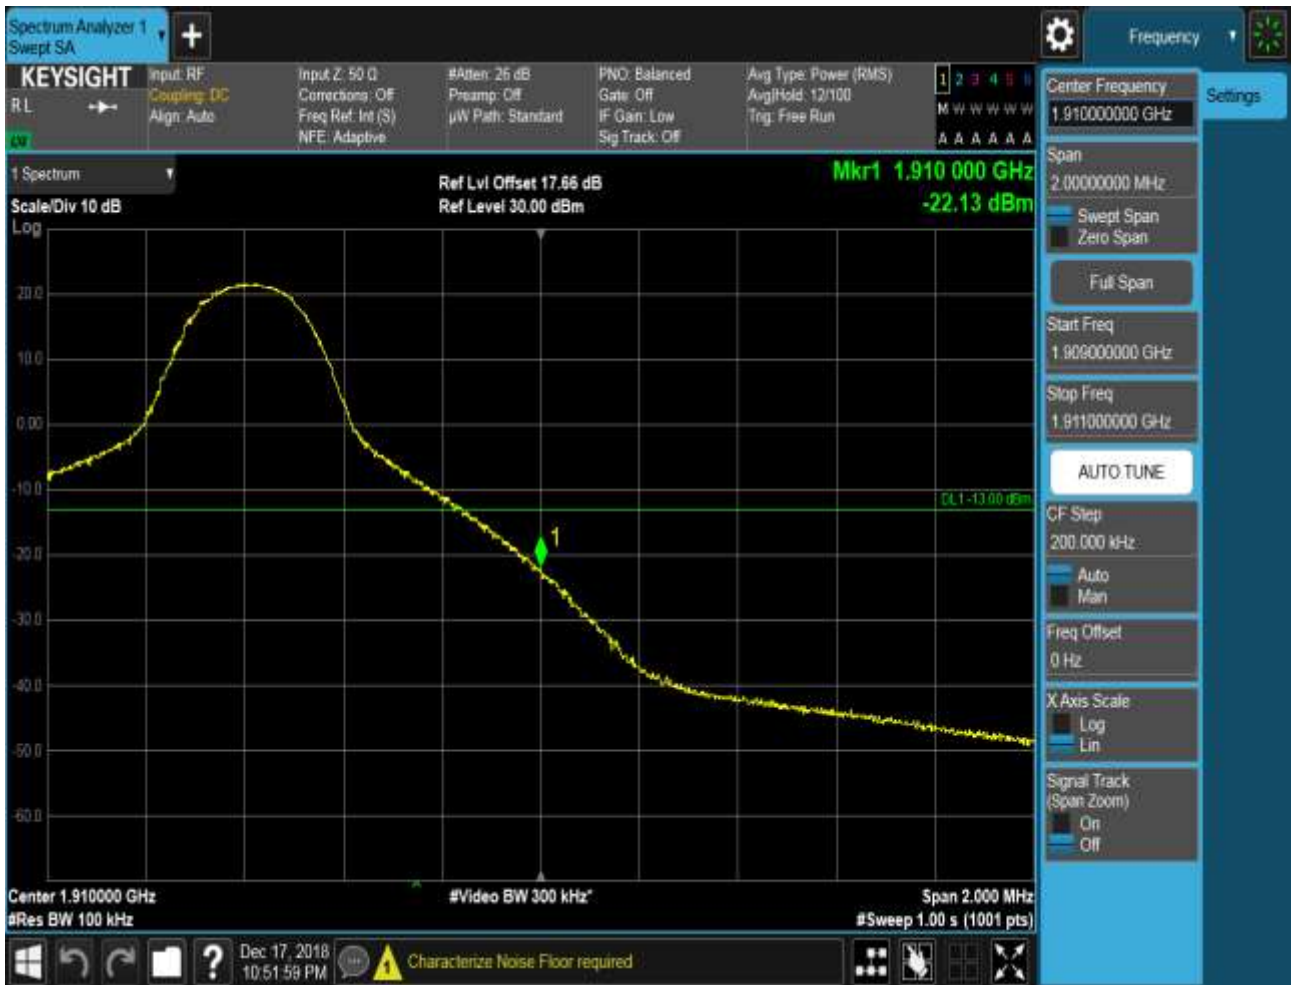 Spectrum Analyzer 1
Swept SA
+
Frequency
KEYSIGHT
RL
Input: RF
Coupling: DC
Align: Auto
Input Z: 50 Ω
Corrections: Off
Freq Ref: Int (S)
NFE: Adaptive
#Atten: 26 dB
Preamp: Off
µW Path: Standard
PNO: Balanced
Gate: Off
IF Gain: Low
Sig Track: Off
Avg Type: Power (RMS)
Avg|Hold: 12/100
Trig: Free Run
1 2 3 4 5 6
M W W W W W
A A A A A A
Center Frequency
1.910000000 GHz
Settings
Span
2.00000000 MHz
Swept Span
Zero Span
Full Span
Start Freq
1.909000000 GHz
Stop Freq
1.911000000 GHz
AUTO TUNE
CF Step
200.000 kHz
Auto
Man
Freq Offset
0 Hz
X Axis Scale
Log
Lin
Signal Track
(Span Zoom)
On
Off
1 Spectrum
Scale/Div 10 dB
Log
Ref Lvl Offset 17.66 dB
Ref Level 30.00 dBm
Mkr1 1.910 000 GHz
-22.13 dBm
20.0
10.0
0.00
-10.0
-20.0
-30.0
-40.0
-50.0
-60.0
DL1 -13.00 dBm
1
Center 1.910000 GHz
#Res BW 100 kHz
#Video BW 300 kHz*
Span 2.000 MHz
#Sweep 1.00 s (1001 pts)
?
Dec 17, 2018
10:51:59 PM
1
Characterize Noise Floor required